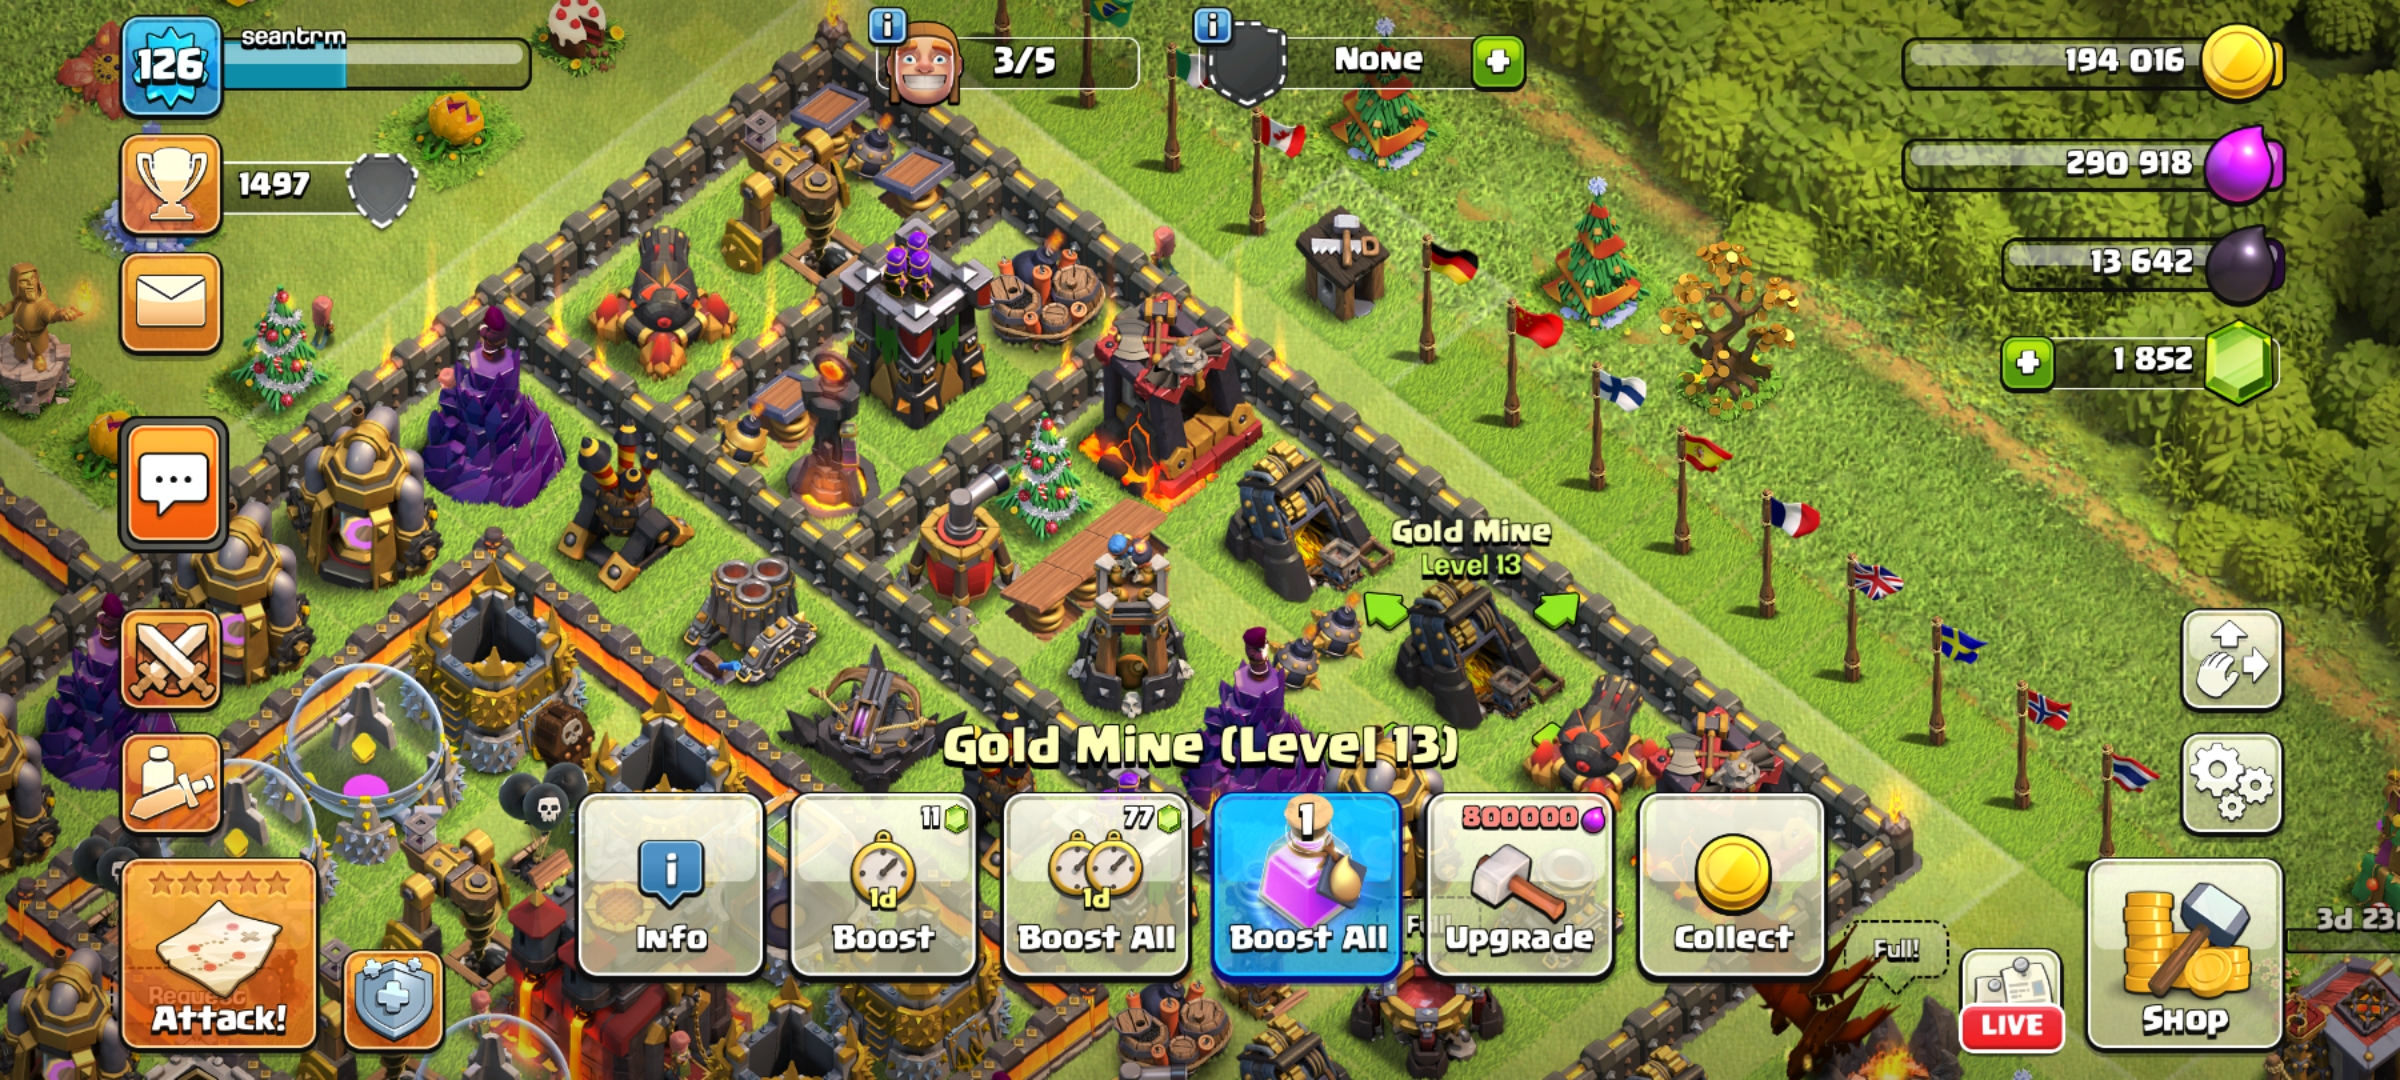 126
seantrm
3/5
None
194 016
1497
290 918
13 642
1 852
Gold Mine
Level 13
Gold Mine (Level 13)
Info
11
1d
Boost
77
1d
Boost All
1
Boost All
800000
Upgrade
Collect
Full!
3d 23
Request
Attack!
LIVE
Shop